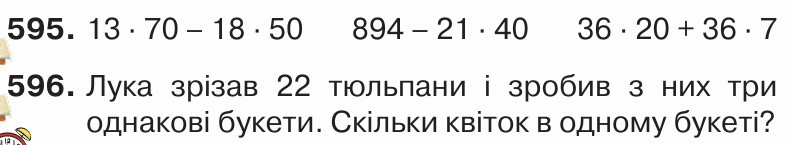 595. 13 · 70 – 18 · 50 894 – 21 · 40 36 · 20 + 36 · 7
596. Лука зрізав 22 тюльпани і зробив з них три
однакові букети. Скільки квіток в одному букеті?